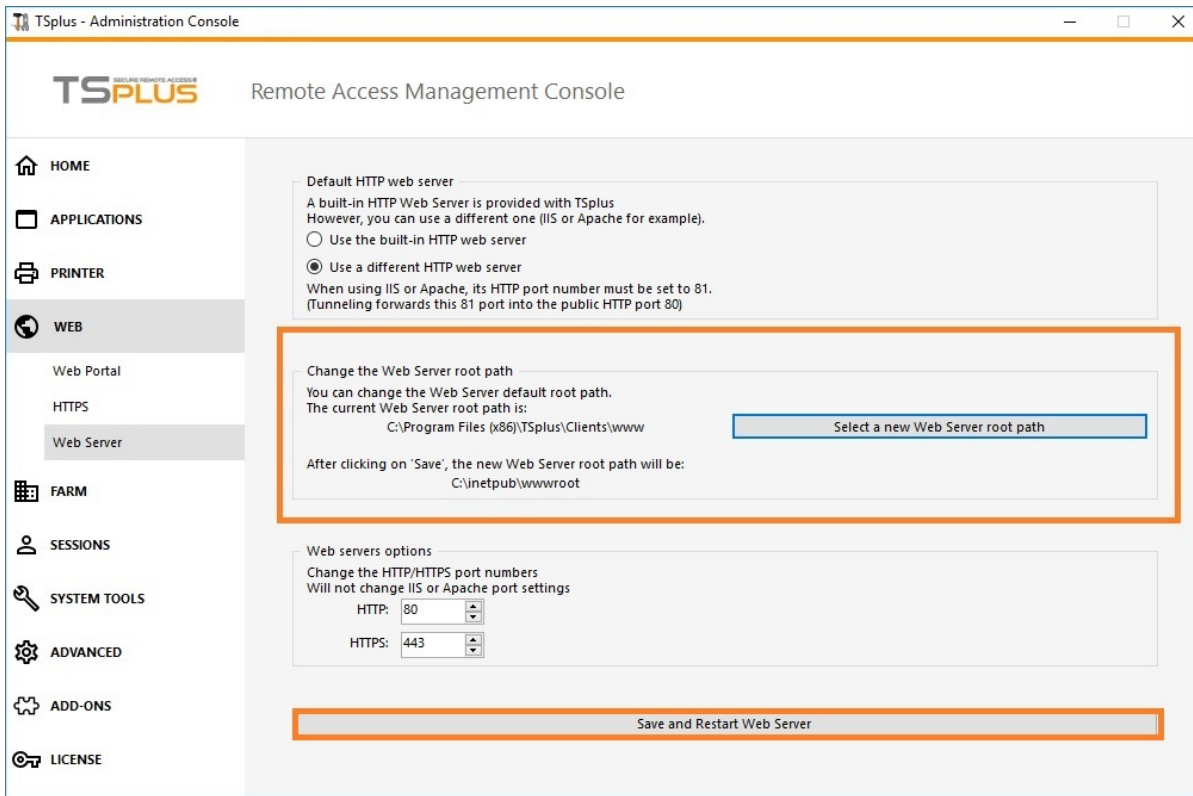 TSplus - Administration Console
TSPLUS SECURE REMOTE ACCESS®
Remote Access Management Console
HOME
APPLICATIONS
PRINTER
WEB
Web Portal
HTTPS
Web Server
FARM
SESSIONS
SYSTEM TOOLS
ADVANCED
ADD-ONS
LICENSE
Default HTTP web server
A built-in HTTP Web Server is provided with TSplus
However, you can use a different one (IIS or Apache for example).
Use the built-in HTTP web server
Use a different HTTP web server
When using IIS or Apache, its HTTP port number must be set to 81.
(Tunneling forwards this 81 port into the public HTTP port 80)
Change the Web Server root path
You can change the Web Server default root path.
The current Web Server root path is:
C:\Program Files (x86)\TSplus\Clients\www
Select a new Web Server root path
After clicking on 'Save', the new Web Server root path will be:
C:\inetpub\wwwroot
Web servers options
Change the HTTP/HTTPS port numbers
Will not change IIS or Apache port settings
HTTP: 80
HTTPS: 443
Save and Restart Web Server